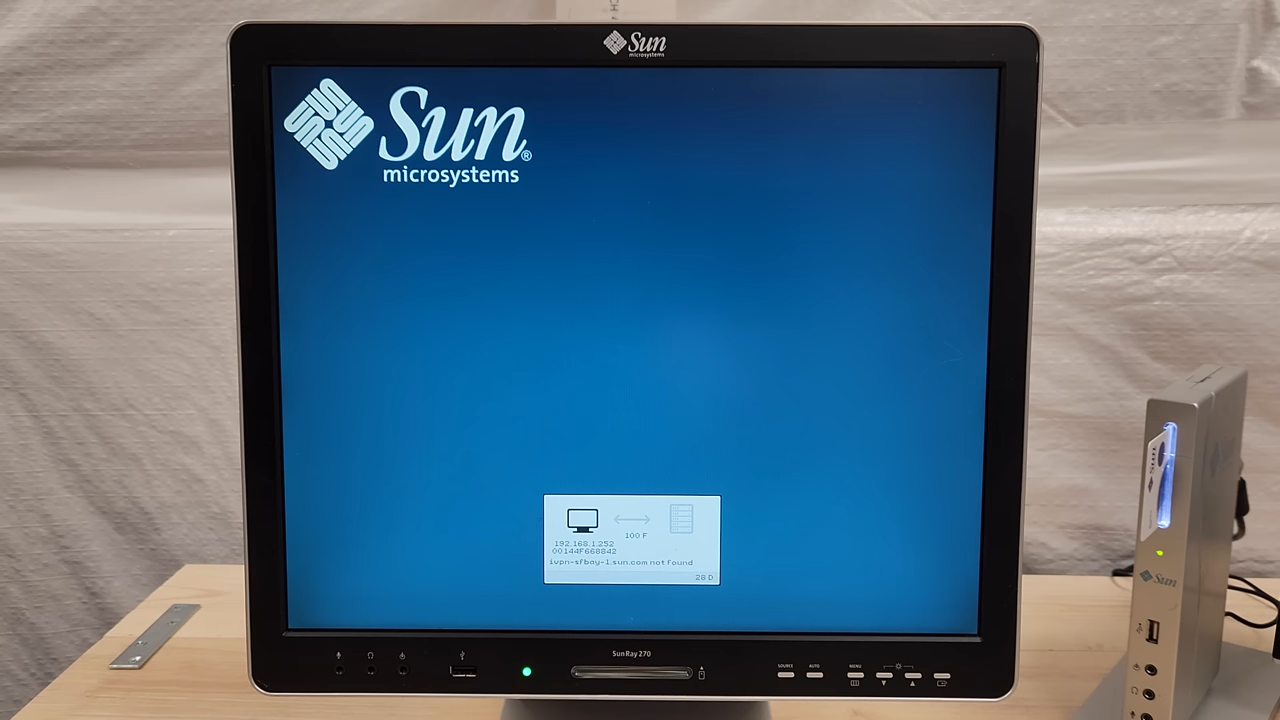 Sun
microsystems
Sun®
microsystems
100 F
192.168.1.252
00144F668842
ivpn-sfbay-1.sun.com not found
28 D
Sun Ray 270
SOURCE
AUTO
MENU
Sun
Sun